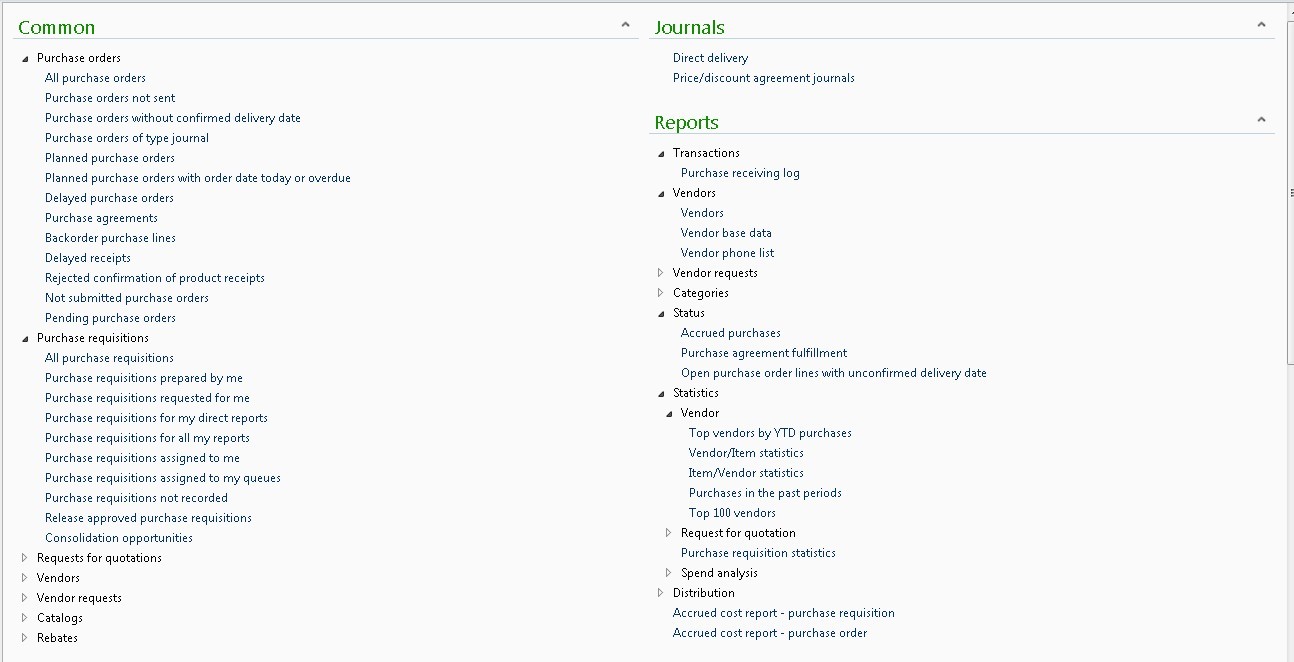 Common
Purchase orders
All purchase orders
Purchase orders not sent
Purchase orders without confirmed delivery date
Purchase orders of type journal
Planned purchase orders
Planned purchase orders with order date today or overdue
Delayed purchase orders
Purchase agreements
Backorder purchase lines
Delayed receipts
Rejected confirmation of product receipts
Not submitted purchase orders
Pending purchase orders
Purchase requisitions
All purchase requisitions
Purchase requisitions prepared by me
Purchase requisitions requested for me
Purchase requisitions for my direct reports
Purchase requisitions for all my reports
Purchase requisitions assigned to me
Purchase requisitions assigned to my queues
Purchase requisitions not recorded
Release approved purchase requisitions
Consolidation opportunities
Requests for quotations
Vendors
Vendor requests
Catalogs
Rebates
Journals
Direct delivery
Price/discount agreement journals
Reports
Transactions
Purchase receiving log
Vendors
Vendors
Vendor base data
Vendor phone list
Vendor requests
Categories
Status
Accrued purchases
Purchase agreement fulfillment
Open purchase order lines with unconfirmed delivery date
Statistics
Vendor
Top vendors by YTD purchases
Vendor/Item statistics
Item/Vendor statistics
Purchases in the past periods
Top 100 vendors
Request for quotation
Purchase requisition statistics
Spend analysis
Distribution
Accrued cost report - purchase requisition
Accrued cost report - purchase order